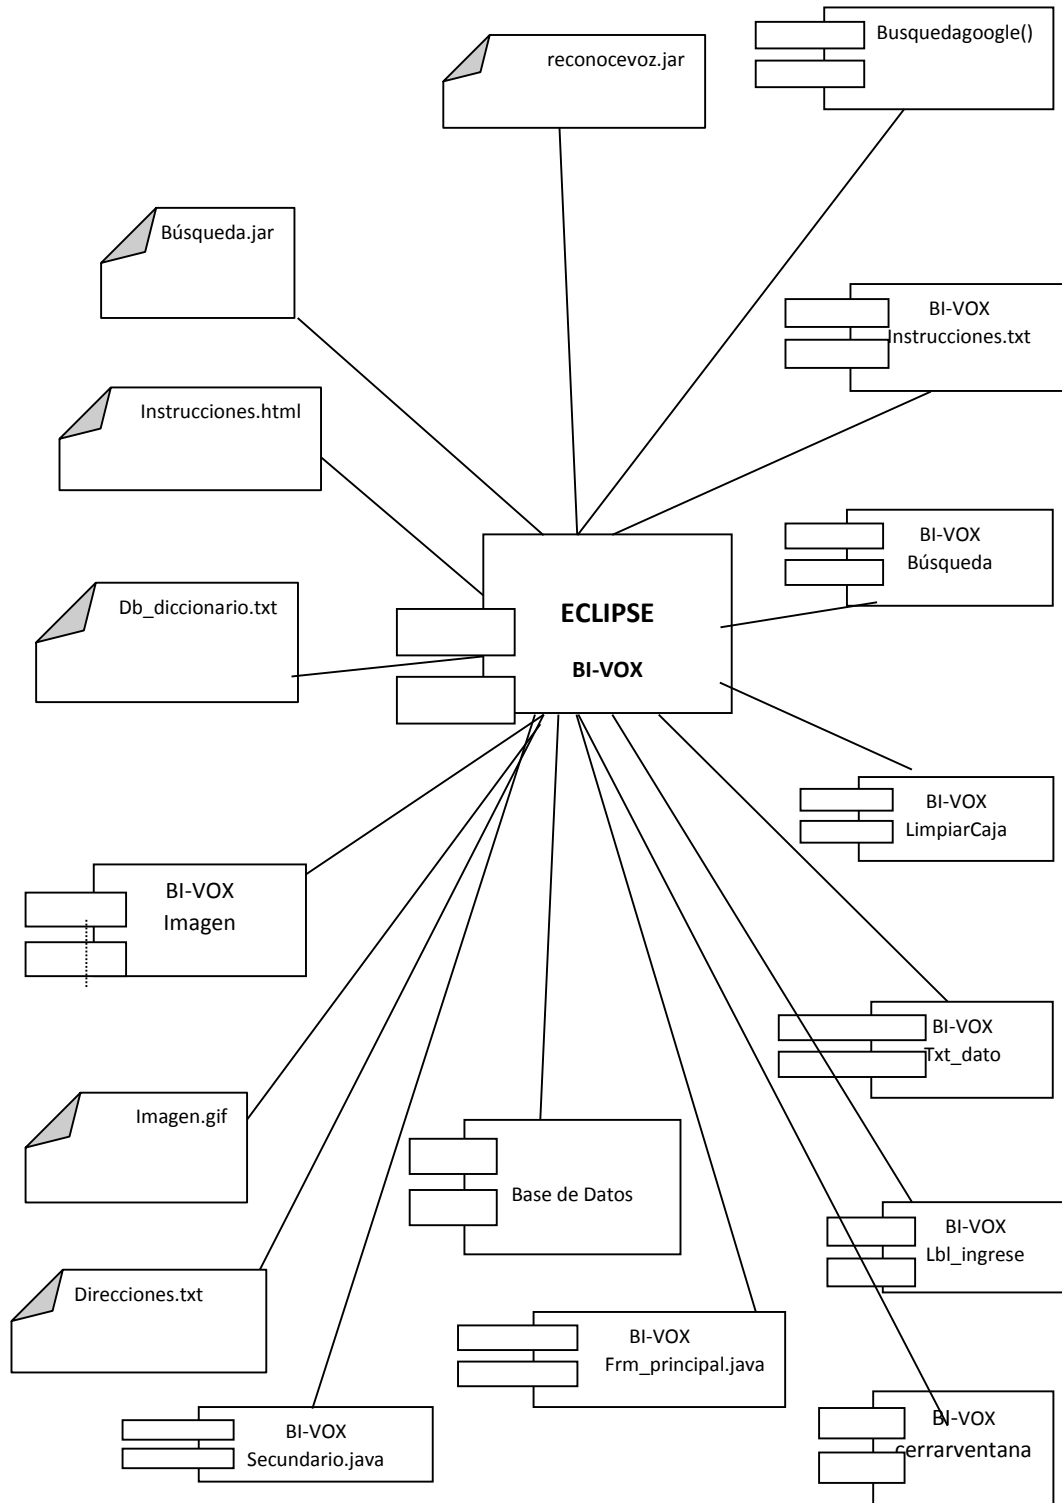 Busquedagoogle()
reconocevoz.jar
Búsqueda.jar
BI-VOX
Instrucciones.txt
Instrucciones.html
BI-VOX
Búsqueda
Db_diccionario.txt
ECLIPSE
BI-VOX
BI-VOX
LimpiarCaja
BI-VOX
Imagen
BI-VOX
Txt_dato
Imagen.gif
Base de Datos
BI-VOX
Lbl_ingrese
Direcciones.txt
BI-VOX
Frm_principal.java
BI-VOX
Secundario.java
BI-VOX
cerrarventana